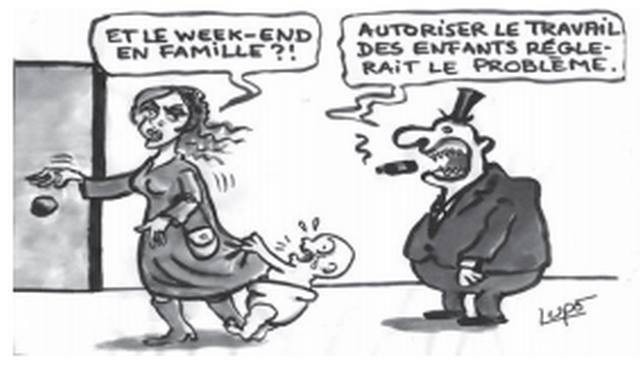 ET LE WEEK-END
EN FAMILLE ?!
AUTORISER LE TRAVAIL
DES ENFANTS RÉGLE-
RAIT LE PROBLÈME.
Lupo